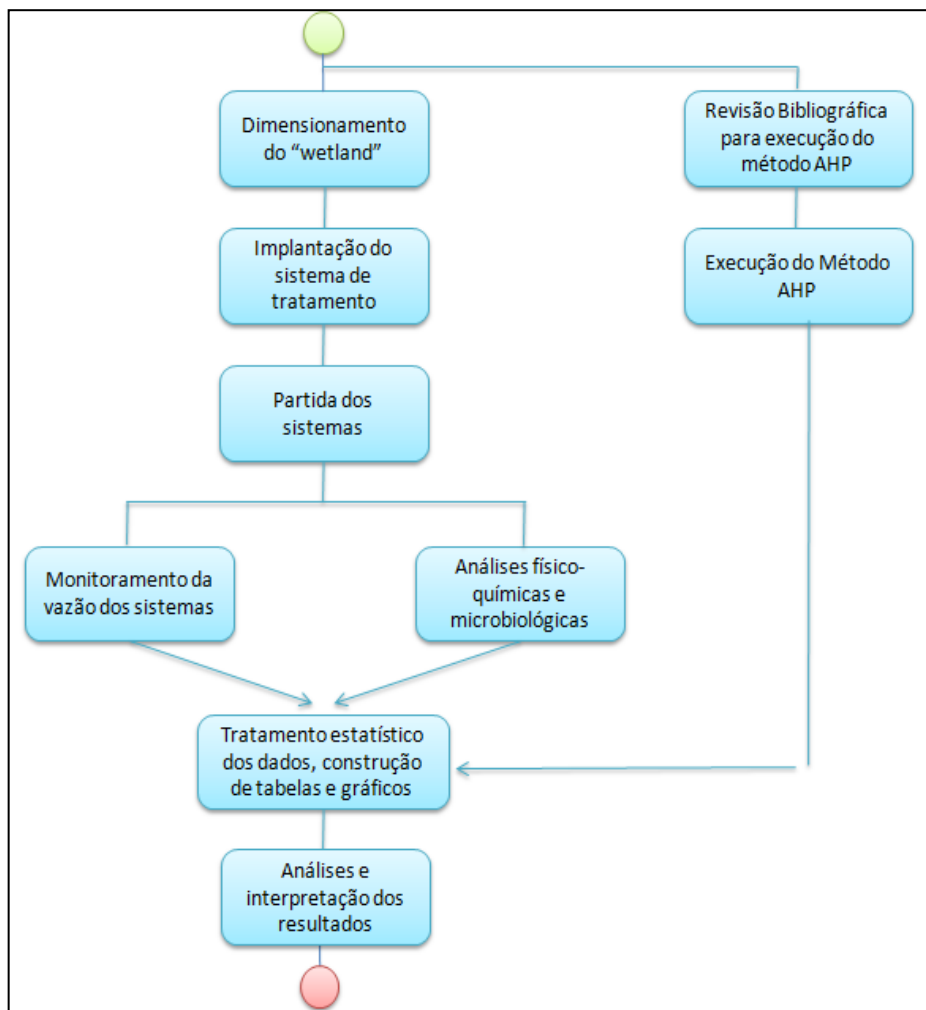 Dimensionamento
do “wetland”
Revisão Bibliográfica
para execução do
método AHP
Implantação do
sistema de
tratamento
Execução do Método
AHP
Partida dos
sistemas
Monitoramento da
vazão dos sistemas
Análises físico-
químicas e
microbiológicas
Tratamento estatístico
dos dados, construção
de tabelas e gráficos
Análises e
interpretação dos
resultados